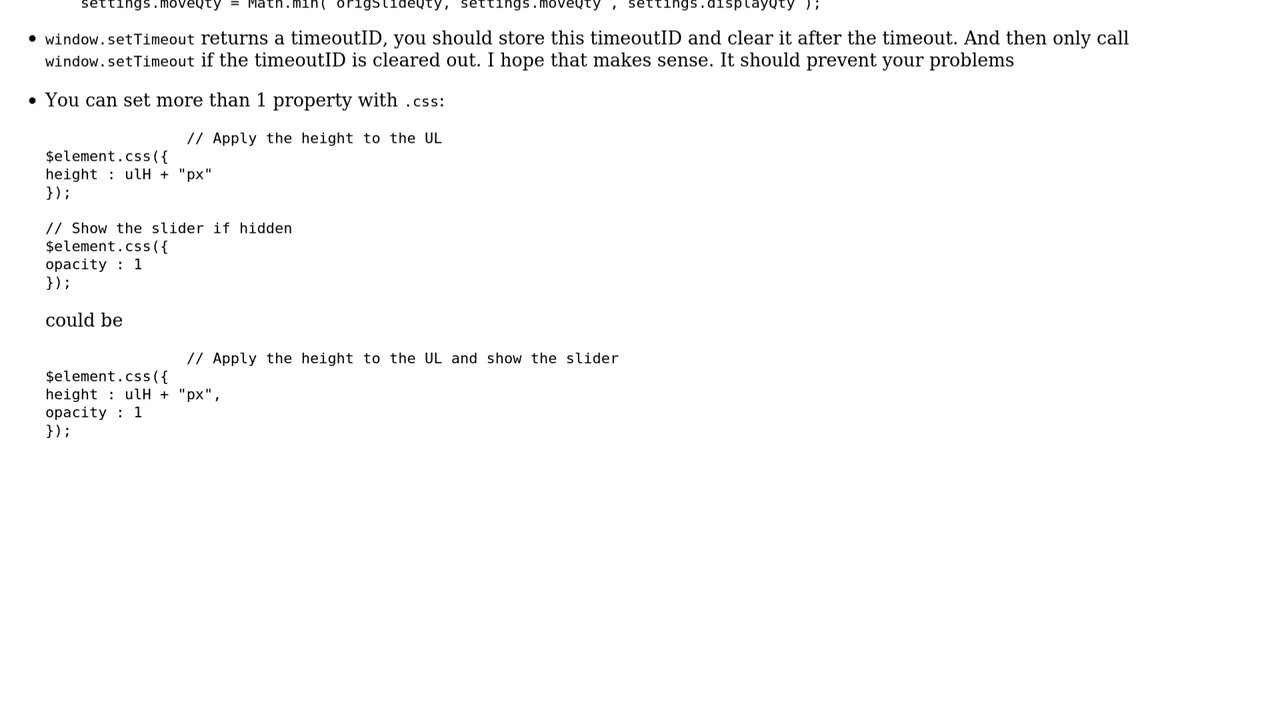 settings.moveQty = Math.min( origSlideQty, settings.moveQty , settings.displayQty );
• window.setTimeout returns a timeoutID, you should store this timeoutID and clear it after the timeout. And then only call
window.setTimeout if the timeoutID is cleared out. I hope that makes sense. It should prevent your problems
• You can set more than 1 property with .css:
// Apply the height to the UL
$element.css({
height : ulH + "px"
});
// Show the slider if hidden
$element.css({
opacity : 1
});
could be
// Apply the height to the UL and show the slider
$element.css({
height : ulH + "px",
opacity : 1
});